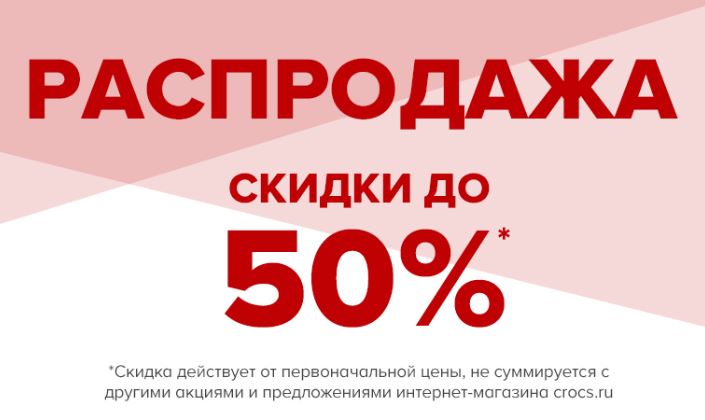 РАСПРОДАЖА
СКИДКИ ДО
50%*
*Скидка действует от первоначальной цены, не суммируется с
другими акциями и предложениями интернет-магазина crocs.ru